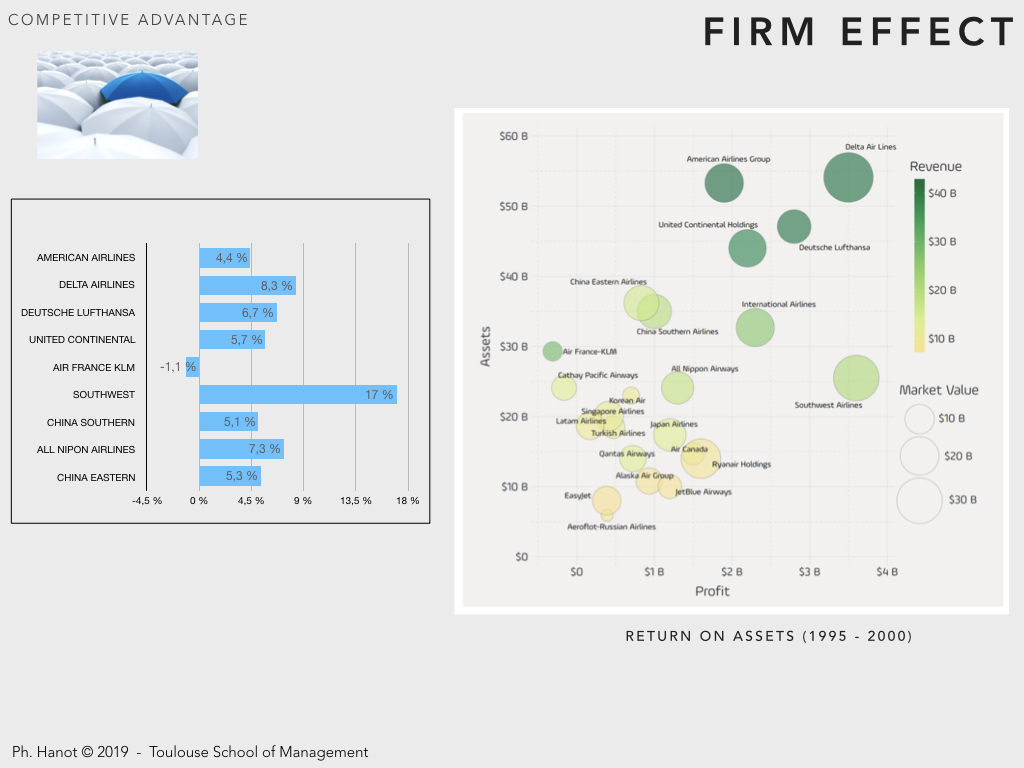 COMPETITIVE ADVANTAGE
FIRM EFFECT
AMERICAN AIRLINES
4,4 %
DELTA AIRLINES
8,3 %
DEUTSCHE LUFTHANSA
6,7 %
UNITED CONTINENTAL
5,7 %
AIR FRANCE KLM
-1,1 %
SOUTHWEST
17 %
CHINA SOUTHERN
5,1 %
ALL NIPON AIRLINES
7,3 %
CHINA EASTERN
5,3 %
-4,5 %
0 %
4,5 %
9 %
13,5 %
18 %
$60 B
$50 B
$40 B
$30 B
$20 B
$10 B
$0
Assets
Delta Air Lines
American Airlines Group
United Continental Holdings
Deutsche Lufthansa
China Eastern Airlines
International Airlines
China Southern Airlines
Air France-KLM
All Nippon Airways
Cathay Pacific Airways
Korean Air
Southwest Airlines
Singapore Airlines
Latam Airlines
Japan Airlines
Turkish Airlines
Qantas Airways
Air Canada
Ryanair Holdings
Alaska Air Group
JetBlue Airways
EasyJet
Aeroflot-Russian Airlines
$0
$1 B
$2 B
$3 B
$4 B
Profit
Revenue
$40 B
$30 B
$20 B
$10 B
Market Value
$10 B
$20 B
$30 B
RETURN ON ASSETS (1995 - 2000)
Ph. Hanot © 2019 - Toulouse School of Management